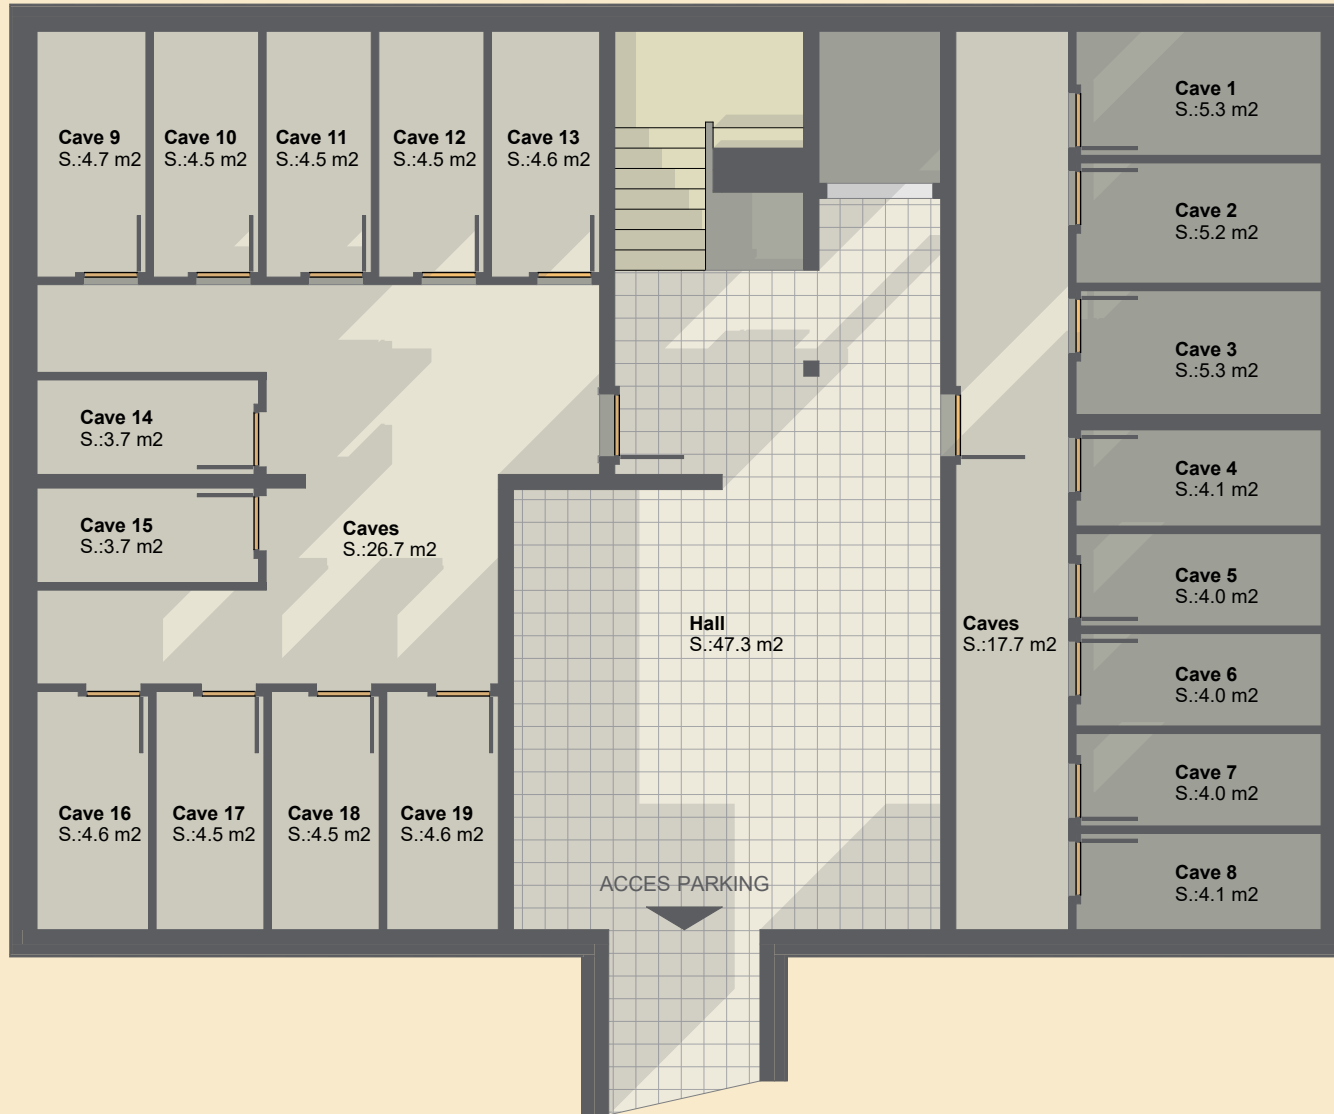 Cave 9
S.:4.7 m2
Cave 10
S.:4.5 m2
Cave 11
S.:4.5 m2
Cave 12
S.:4.5 m2
Cave 13
S.:4.6 m2
Cave 1
S.:5.3 m2
Cave 2
S.:5.2 m2
Cave 3
S.:5.3 m2
Cave 14
S.:3.7 m2
Cave 4
S.:4.1 m2
Cave 15
S.:3.7 m2
Caves
S.:26.7 m2
Cave 5
S.:4.0 m2
Hall
S.:47.3 m2
Caves
S.:17.7 m2
Cave 6
S.:4.0 m2
Cave 7
S.:4.0 m2
Cave 16
S.:4.6 m2
Cave 17
S.:4.5 m2
Cave 18
S.:4.5 m2
Cave 19
S.:4.6 m2
Cave 8
S.:4.1 m2
ACCES PARKING